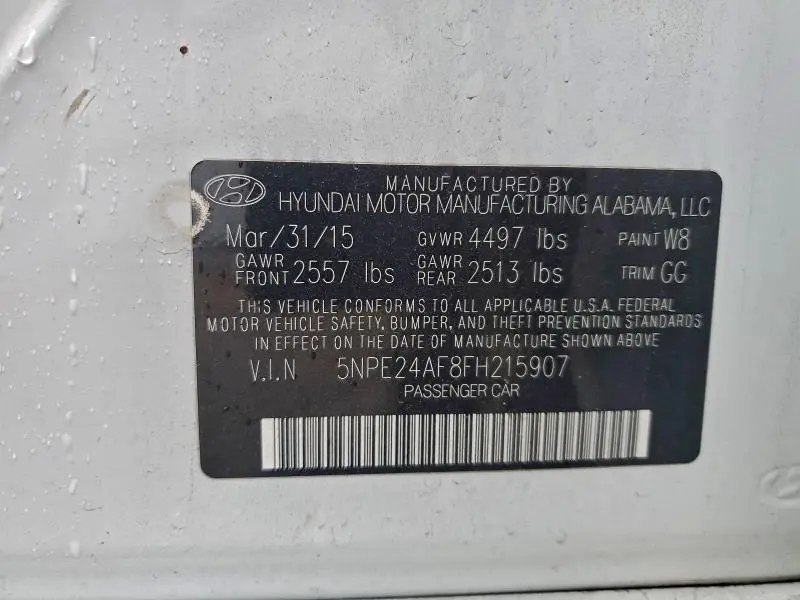 MANUFACTURED BY
HYUNDAI MOTOR MANUFACTURING ALABAMA, LLC
Mar/31/15 GVWR 4497 lbs PAINT W8
GAWR FRONT 2557 lbs GAWR REAR 2513 lbs TRIM GG
THIS VEHICLE CONFORMS TO ALL APPLICABLE U.S.A. FEDERAL
MOTOR VEHICLE SAFETY, BUMPER, AND THEFT PREVENTION STANDARDS
IN EFFECT ON THE DATE OF MANUFACTURE SHOWN ABOVE
V.I.N 5NPE24AF8FH215907
PASSENGER CAR